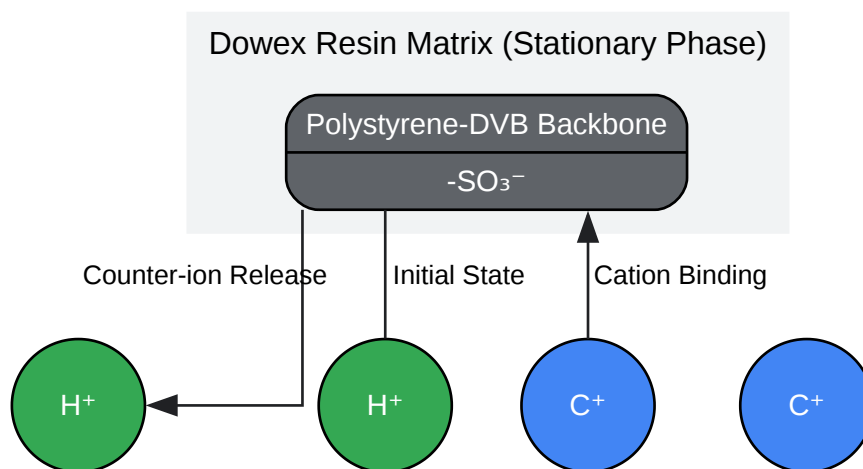 Dowex Resin Matrix (Stationary Phase)
Polystyrene-DVB Backbone
-SO₃⁻
Counter-ion Release
Initial State
Cation Binding
H⁺
H⁺
C⁺
C⁺